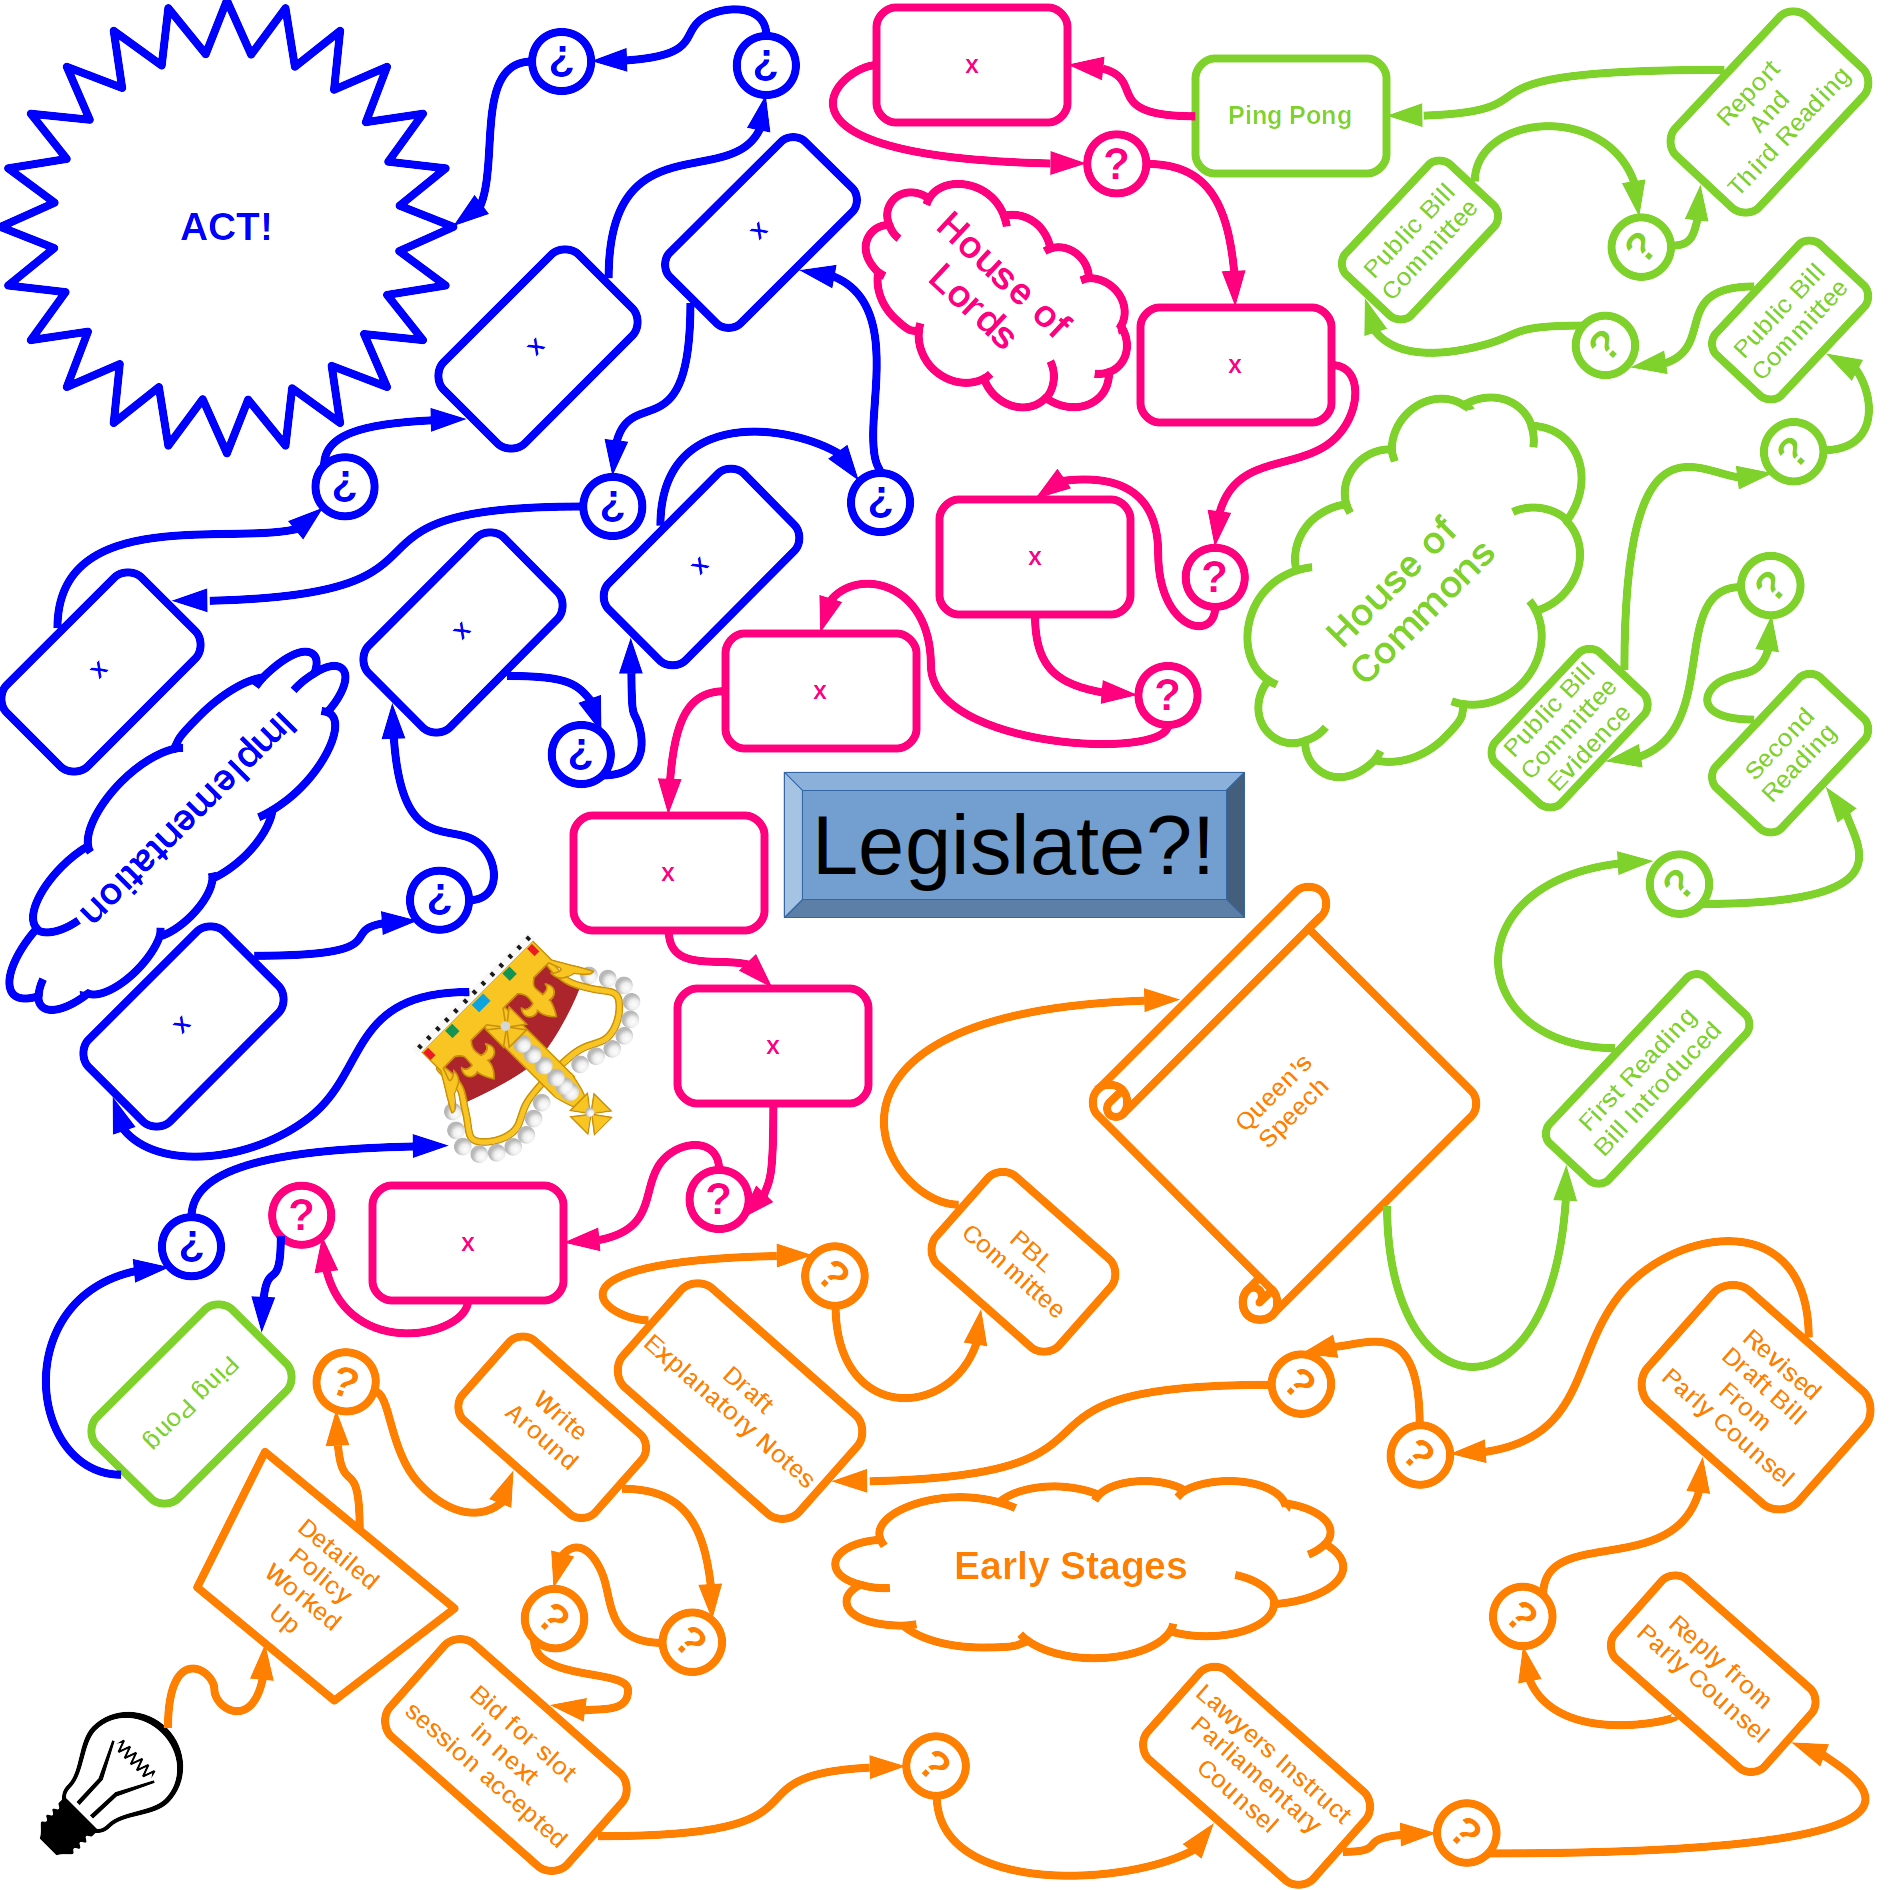 ACT!
¿
¿
x
x
¿
x
¿
¿
x
x
¿
x
¿
x
Implementation
¿
x
?
House of
Lords
x
?
x
?
x
x
x
?
x
?
Ping Pong
Report
And
Third Reading
Public Bill
Committee
?
Public Bill
Committee
?
?
House of
Commons
?
Public Bill
Committee
Evidence
Second
Reading
?
First Reading
Bill Introduced
Legislate?!
Queen's
Speech
PBL
Committee
?
Draft
Explanatory Notes
?
?
Revised
Draft Bill
From
Parly Counsel
Ping Pong
?
Write
Around
Detailed
Policy
Worked
Up
?
?
Early Stages
Bid for slot
in next
session accepted
?
Lawyers Instruct
Parliamentary
Counsel
?
Reply from
Parly Counsel
?